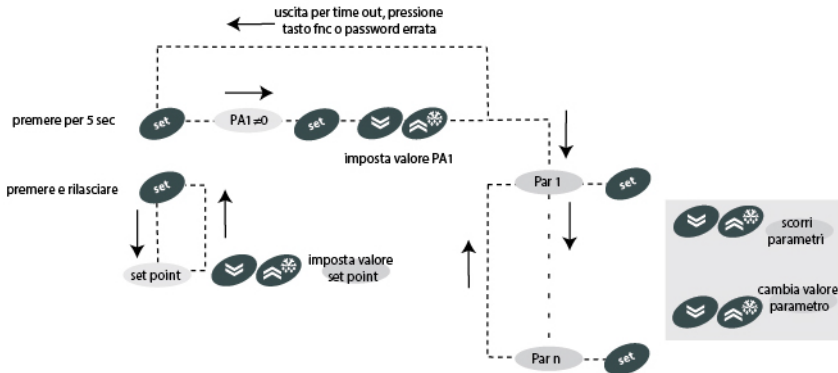 uscita per time out, pressione
tasto fnc o password errata
premere per 5 sec
set
PA1≠0
set
imposta valore PA1
premere e rilasciare
set
set point
imposta valore
set point
Par 1
set
Par n
set
scorri
parametri
cambia valore
parametro